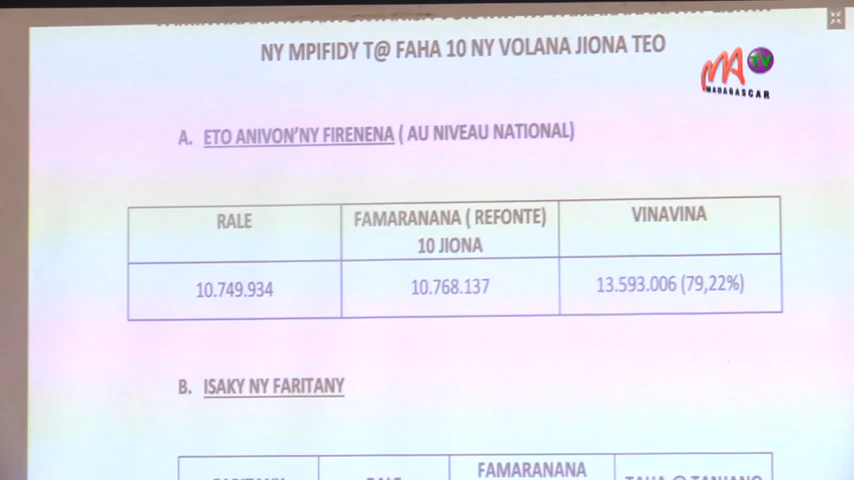 NY MPIFIDY T@ FAHA 10 NY VOLANA JIONA TEO
MA TV
MADAGASCAR
A. ETO ANIVON'NY FIRENENA ( AU NIVEAU NATIONAL)
RALE
FAMARANANA ( REFONTE)
10 JIONA
VINAVINA
10.749.934
10.768.137
13.593.006 (79,22%)
B. ISAKY NY FARITANY
FAMARANANA